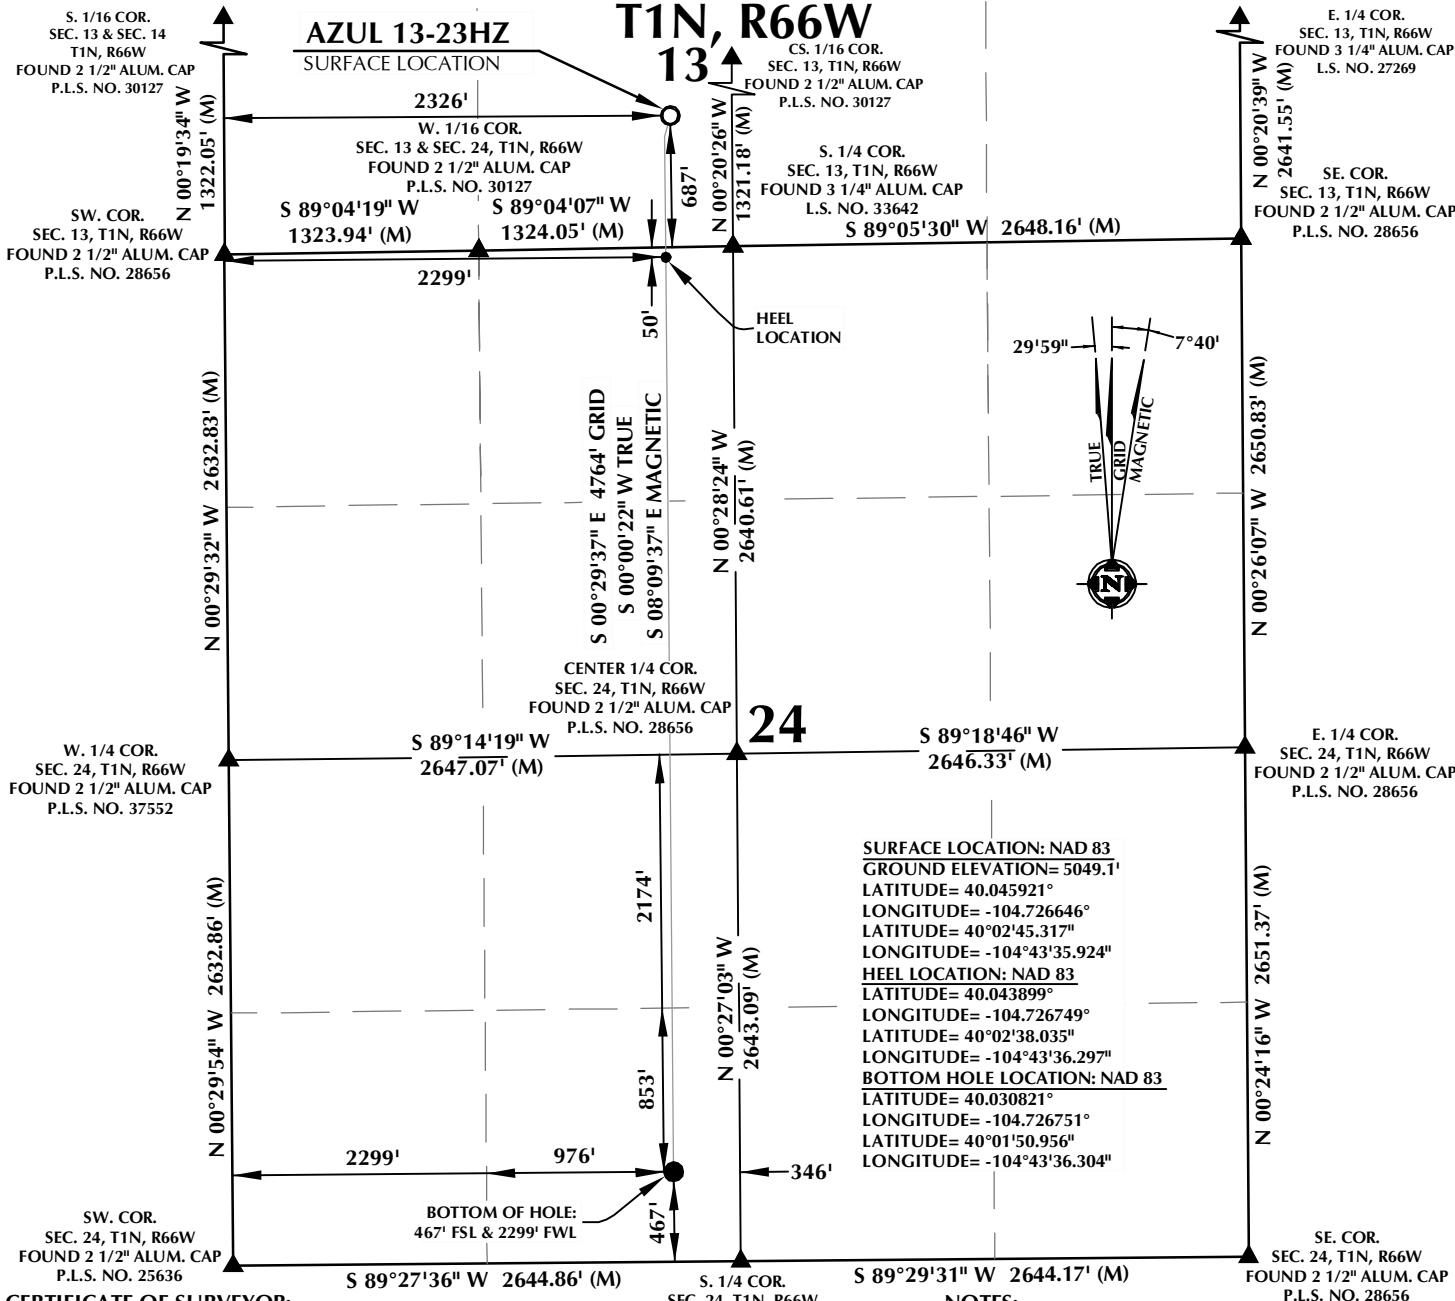 T1N, R66W
13
S. 1/16 COR.
SEC. 13 & SEC. 14
T1N, R66W
FOUND 2 1/2" ALUM. CAP
P.L.S. NO. 30127
AZUL 13-23HZ
SURFACE LOCATION
CS. 1/16 COR.
SEC. 13, T1N, R66W
FOUND 2 1/2" ALUM. CAP
P.L.S. NO. 30127
E. 1/4 COR.
SEC. 13, T1N, R66W
FOUND 3 1/4" ALUM. CAP
L.S. NO. 27269
N 00°19'34" W
1322.05' (M)
2326'
W. 1/16 COR.
SEC. 13 & SEC. 24, T1N, R66W
FOUND 2 1/2" ALUM. CAP
P.L.S. NO. 30127
687'
N 00°20'26" W
1321.18' (M)
S. 1/4 COR.
SEC. 13, T1N, R66W
FOUND 3 1/4" ALUM. CAP
L.S. NO. 33642
N 00°20'39" W
2641.55' (M)
SE. COR.
SEC. 13, T1N, R66W
FOUND 2 1/2" ALUM. CAP
P.L.S. NO. 28656
SW. COR.
SEC. 13, T1N, R66W
FOUND 2 1/2" ALUM. CAP
P.L.S. NO. 28656
S 89°04'19" W
1323.94' (M)
S 89°04'07" W
1324.05' (M)
S 89°05'30" W 2648.16' (M)
2299'
50'
HEEL
LOCATION
29'59"
7°40'
TRUE
GRID
MAGNETIC
N
N 00°29'32" W 2632.83' (M)
S 00°29'37" E 4764' GRID
S 00°00'22" W TRUE
S 08°09'37" E MAGNETIC
N 00°28'24" W
2640.61' (M)
N 00°26'07" W 2650.83' (M)
CENTER 1/4 COR.
SEC. 24, T1N, R66W
FOUND 2 1/2" ALUM. CAP
P.L.S. NO. 28656
24
W. 1/4 COR.
SEC. 24, T1N, R66W
FOUND 2 1/2" ALUM. CAP
P.L.S. NO. 37552
S 89°14'19" W
2647.07' (M)
S 89°18'46" W
2646.33' (M)
E. 1/4 COR.
SEC. 24, T1N, R66W
FOUND 2 1/2" ALUM. CAP
P.L.S. NO. 28656
N 00°29'54" W 2632.86' (M)
2174'
853'
N 00°27'03" W
2643.09' (M)
SURFACE LOCATION: NAD 83
GROUND ELEVATION= 5049.1'
LATITUDE= 40.045921°
LONGITUDE= -104.726646°
LATITUDE= 40°02'45.317"
LONGITUDE= -104°43'35.924"
HEEL LOCATION: NAD 83
LATITUDE= 40.043899°
LONGITUDE= -104.726749°
LATITUDE= 40°02'38.035"
LONGITUDE= -104°43'36.297"
BOTTOM HOLE LOCATION: NAD 83
LATITUDE= 40.030821°
LONGITUDE= -104.726751°
LATITUDE= 40°01'50.956"
LONGITUDE= -104°43'36.304"
N 00°24'16" W 2651.37' (M)
2299'
976'
346'
BOTTOM OF HOLE:
467' FSL & 2299' FWL
467'
SW. COR.
SEC. 24, T1N, R66W
FOUND 2 1/2" ALUM. CAP
P.L.S. NO. 25636
S 89°27'36" W 2644.86' (M)
S. 1/4 COR.
SEC. 24, T1N, R66W
S 89°29'31" W 2644.17' (M)
SE. COR.
SEC. 24, T1N, R66W
FOUND 2 1/2" ALUM. CAP
P.L.S. NO. 28656
CERTIFICATE OF SURVEYOR:
NOTES: